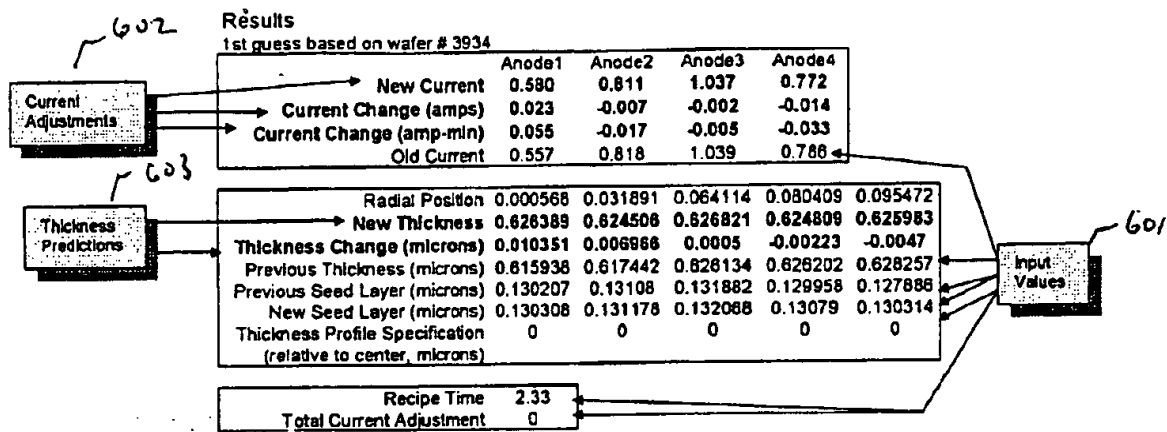 602
Results
1st guess based on wafer # 3934
Anode1 Anode2 Anode3 Anode4
New Current 0.580 0.811 1.037 0.772
Current Change (amps) 0.023 -0.007 -0.002 -0.014
Current Change (amp-min) 0.055 -0.017 -0.005 -0.033
Old Current 0.557 0.818 1.039 0.786
Current
Adjustments
603
Radial Position 0.000568 0.031891 0.064114 0.080409 0.095472
New Thickness 0.626389 0.624506 0.626821 0.624809 0.625983
Thickness Change (microns) 0.010351 0.006966 0.0005 -0.00223 -0.0047
Previous Thickness (microns) 0.615938 0.617442 0.626134 0.626202 0.628257
Previous Seed Layer (microns) 0.130207 0.13108 0.131882 0.129958 0.127886
New Seed Layer (microns) 0.130308 0.131178 0.132068 0.13079 0.130314
Thickness Profile Specification 0 0 0 0 0
(relative to center, microns)
Thickness
Predictions
601
Input
Values
Recipe Time 2.33
Total Current Adjustment 0